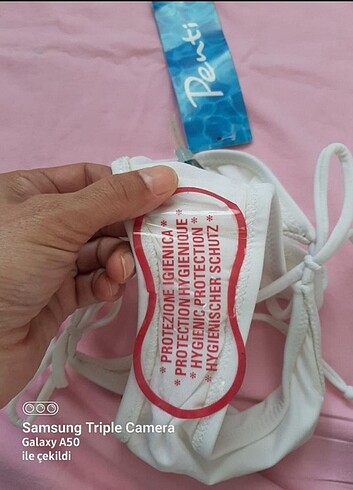 Penti
* PROTEZIONE IGIENICA *
* PROTECTION HYGIENIQUE *
* HYGIENIC PROTECTION *
* HYGIENISCHER SCHUTZ *
Samsung Triple Camera
Galaxy A50
ile çekildi